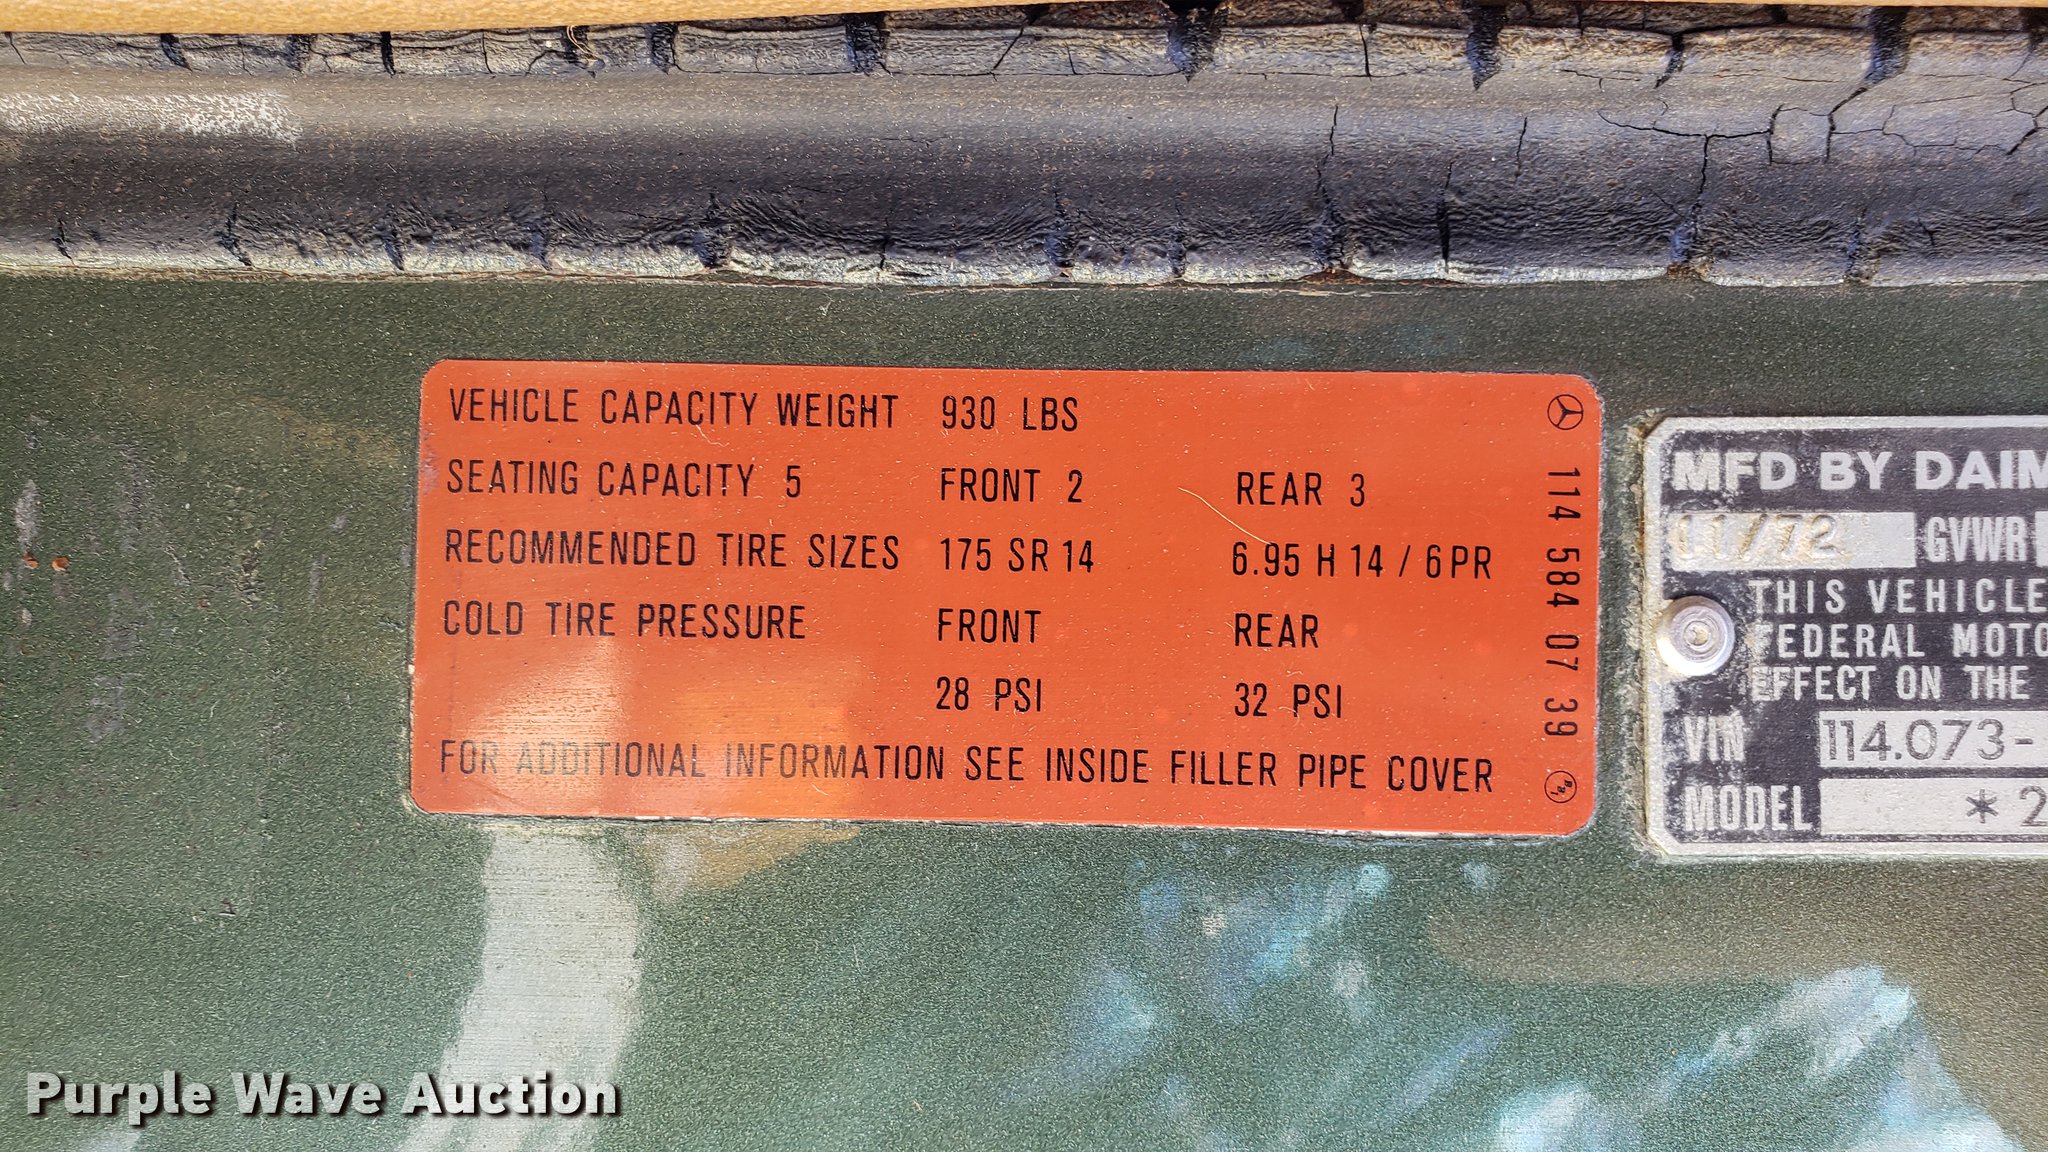 VEHICLE CAPACITY WEIGHT 930 LBS
SEATING CAPACITY 5 FRONT 2 REAR 3
RECOMMENDED TIRE SIZES 175 SR 14 6.95 H 14 / 6 PR
COLD TIRE PRESSURE FRONT REAR
28 PSI 32 PSI
FOR ADDITIONAL INFORMATION SEE INSIDE FILLER PIPE COVER
114 584 07 39
MFD BY DAIM
11/72 GVWR
THIS VEHICLE
FEDERAL MOTO
EFFECT ON THE
VIN 114.073-
MODEL *2
Purple Wave Auction